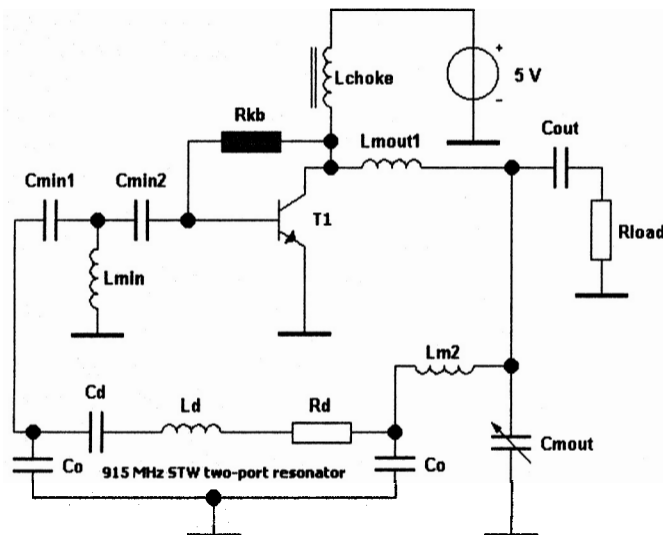 Lchoke
+
5 V
−
Rkb
Lmout1
Cout
Cmin1
Cmin2
T1
Rload
Lmin
Lm2
Cd
Ld
Rd
Cmout
Co
915 MHz STW two-port resonator
Co